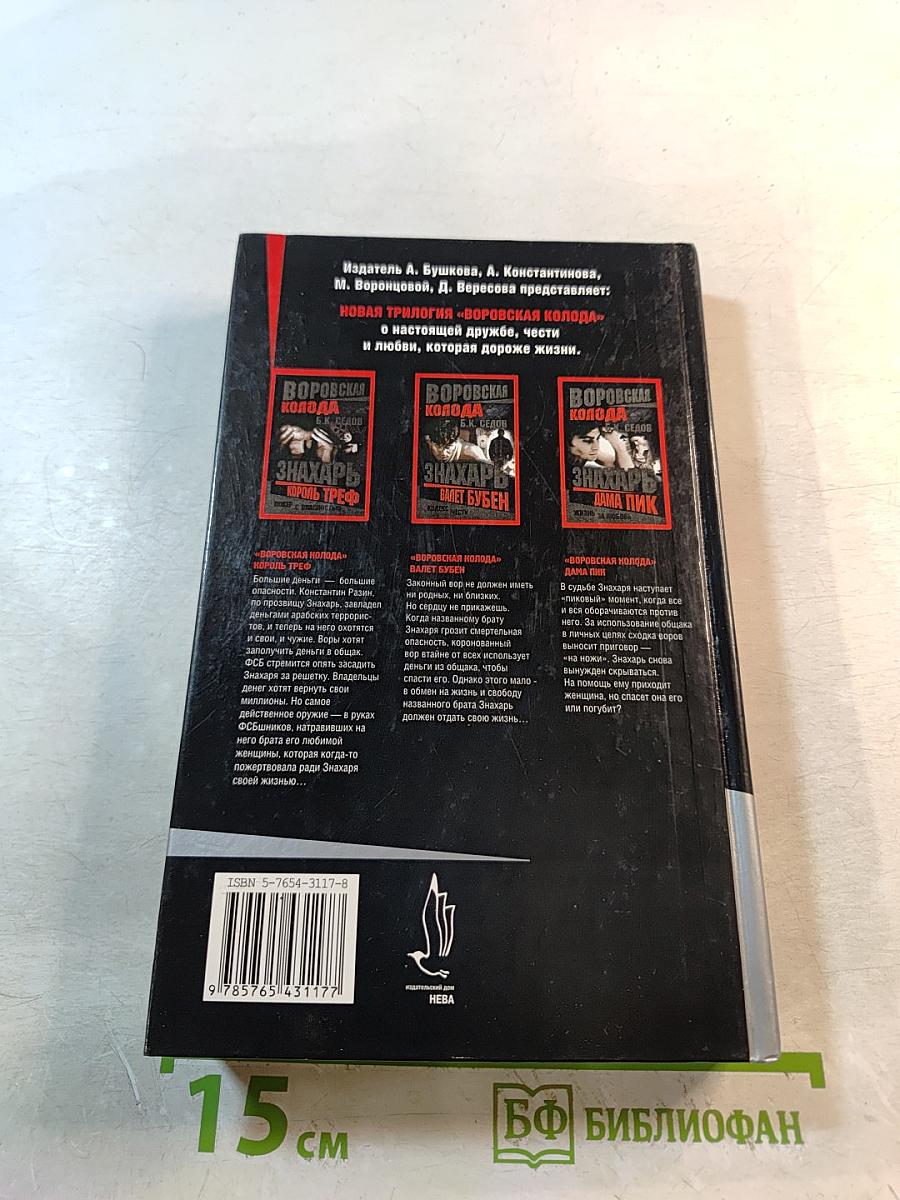 Издатель А. Бушкова, А. Константинова,
М. Воронцовой, Д. Вересова представляет:
НОВАЯ ТРИЛОГИЯ «ВОРОВСКАЯ КОЛОДА»
о настоящей дружбе, чести
и любви, которая дороже жизни.
ВОРОВСКАЯ
КОЛОДА
Б.К. СЕДОВ
ЗНАХАРЬ
КОРОЛЬ ТРЕФ
ПОКЕР С
ВОРОВСКАЯ
КОЛОДА
Б.К. СЕДОВ
ЗНАХАРЬ
ВАЛЕТ БУБЕН
КОДЕКС ЧЕСТИ
ВОРОВСКАЯ
КОЛОДА
Б.К. СЕДОВ
ЗНАХАРЬ
ДАМА ПИК
ЖИЗНЬ ЗА ЛЮБОВЬ
«ВОРОВСКАЯ КОЛОДА»
КОРОЛЬ ТРЕФ
Большие деньги — большие
опасности. Константин Разин,
по прозвищу Знахарь, завладел
деньгами арабских террорис-
тов, и теперь на него охотятся
и свои, и чужие. Воры хотят
заполучить деньги в общак.
ФСБ стремится опять засадить
Знахаря за решетку. Владельцы
денег хотят вернуть свои
миллионы. Но самое
действенное оружие — в руках
ФСБшников, натравивших на
него брата его любимой
женщины, которая когда-то
пожертвовала ради Знахаря
своей жизнью...
«ВОРОВСКАЯ КОЛОДА»
ВАЛЕТ БУБЕН
Законный вор не должен иметь
ни родных, ни близких.
Но сердцу не прикажешь.
Когда названному брату
Знахаря грозит смертельная
опасность, коронованный
вор втайне от всех использует
деньги из общака, чтобы
спасти его. Однако этого мало -
в обмен на жизнь и свободу
названного брата Знахарь
должен отдать свою жизнь...
«ВОРОВСКАЯ КОЛОДА»
ДАМА ПИК
В судьбе Знахаря наступает
«пиковый» момент, когда все
и вся оборачиваются против
него. За использование общака
в личных целях сходка воров
выносит приговор —
«на ножи». Знахарь снова
вынужден скрываться.
На помощь ему приходит
женщина, но спасет она его
или погубит?
ISBN 5-7654-3117-8
9 785765 431177
издательский дом
НЕВА
15 см
БФ БИБЛИОФАН